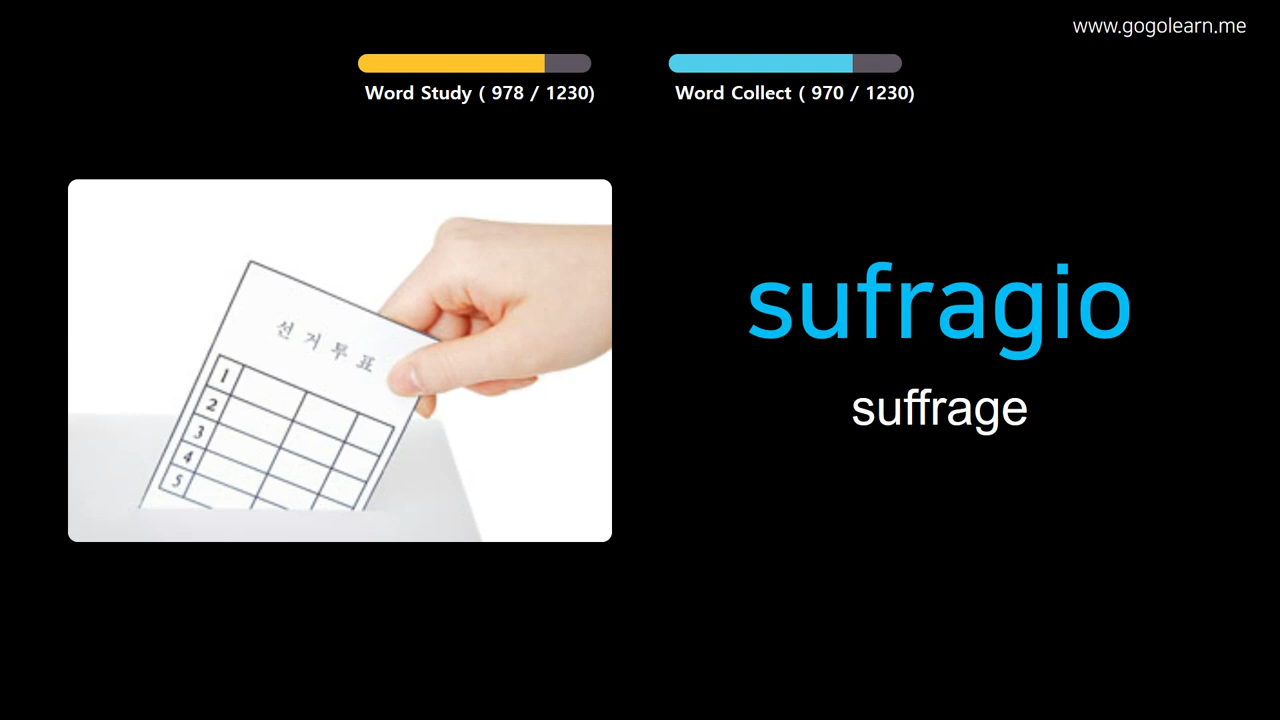 www.gogolearn.me
Word Study ( 978 / 1230)
Word Collect ( 970 / 1230)
선거투표
1
2
3
4
5
sufragio
suffrage